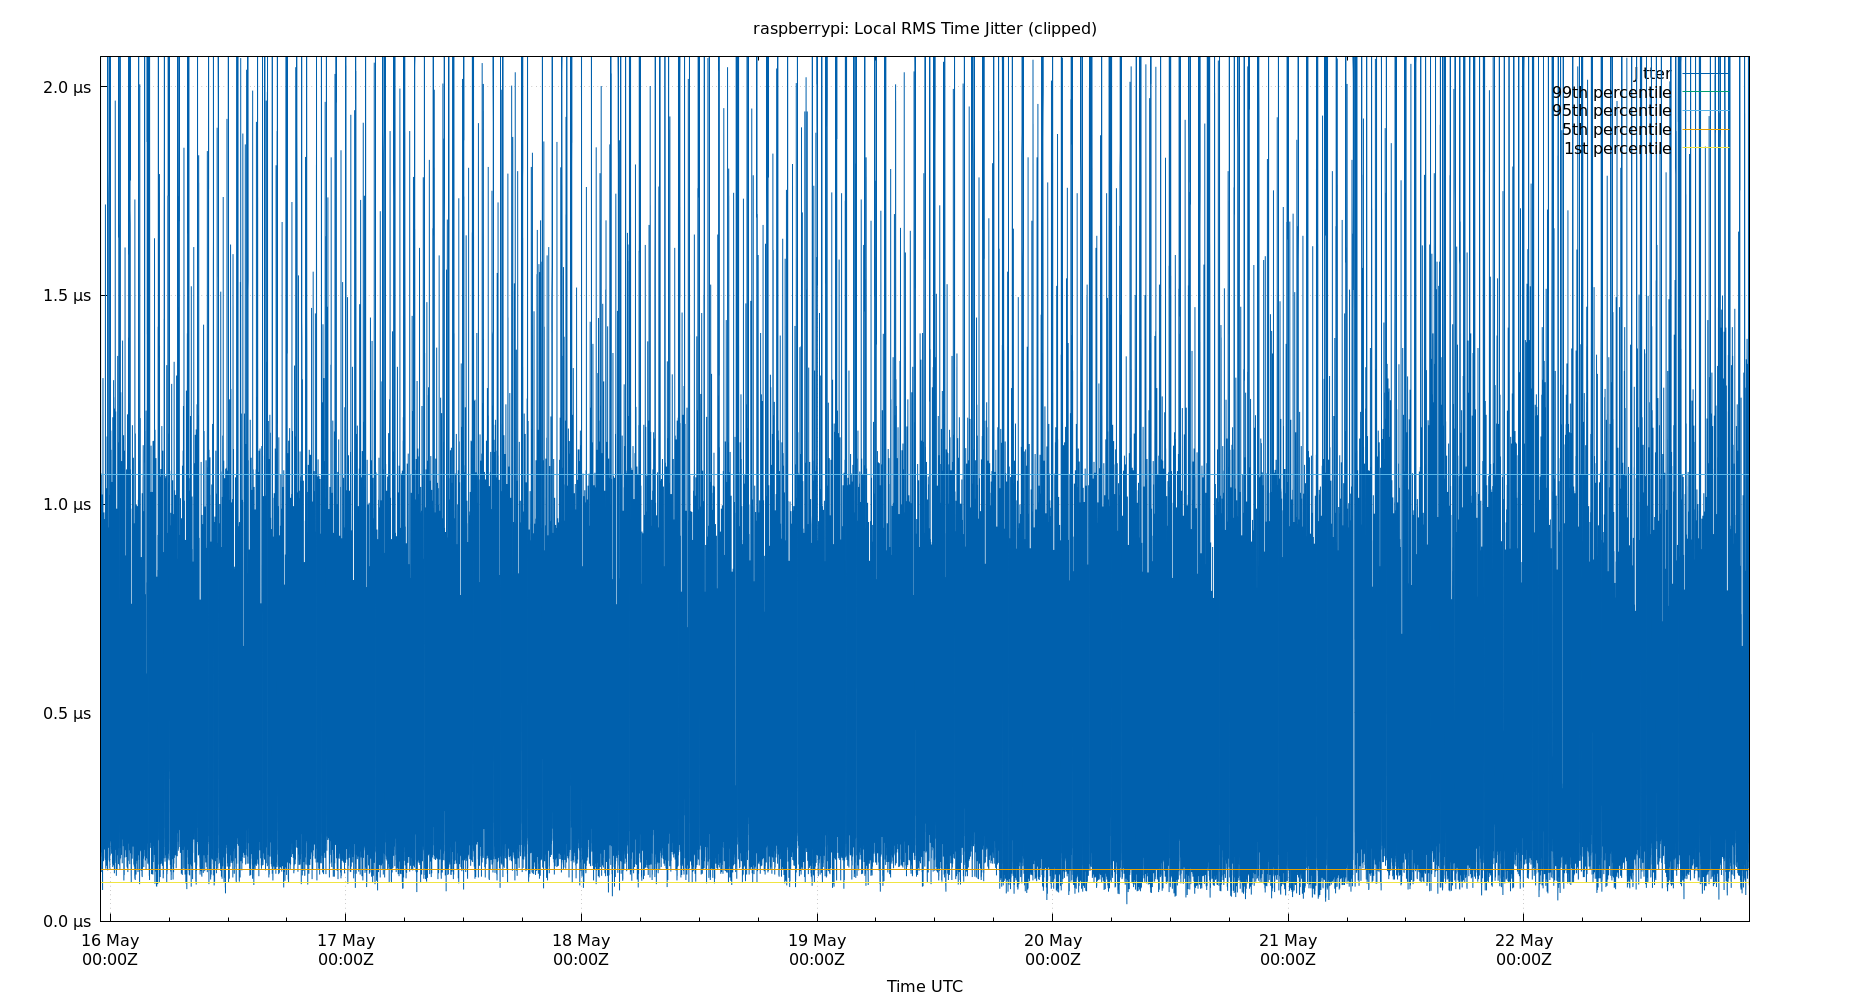 raspberrypi: Local RMS Time Jitter (clipped)
2.0 µs
1.5 µs
1.0 µs
0.5 µs
0.0 µs
jitter
99th percentile
95th percentile
5th percentile
1st percentile
16 May
00:00Z
17 May
00:00Z
18 May
00:00Z
19 May
00:00Z
20 May
00:00Z
21 May
00:00Z
22 May
00:00Z
Time UTC